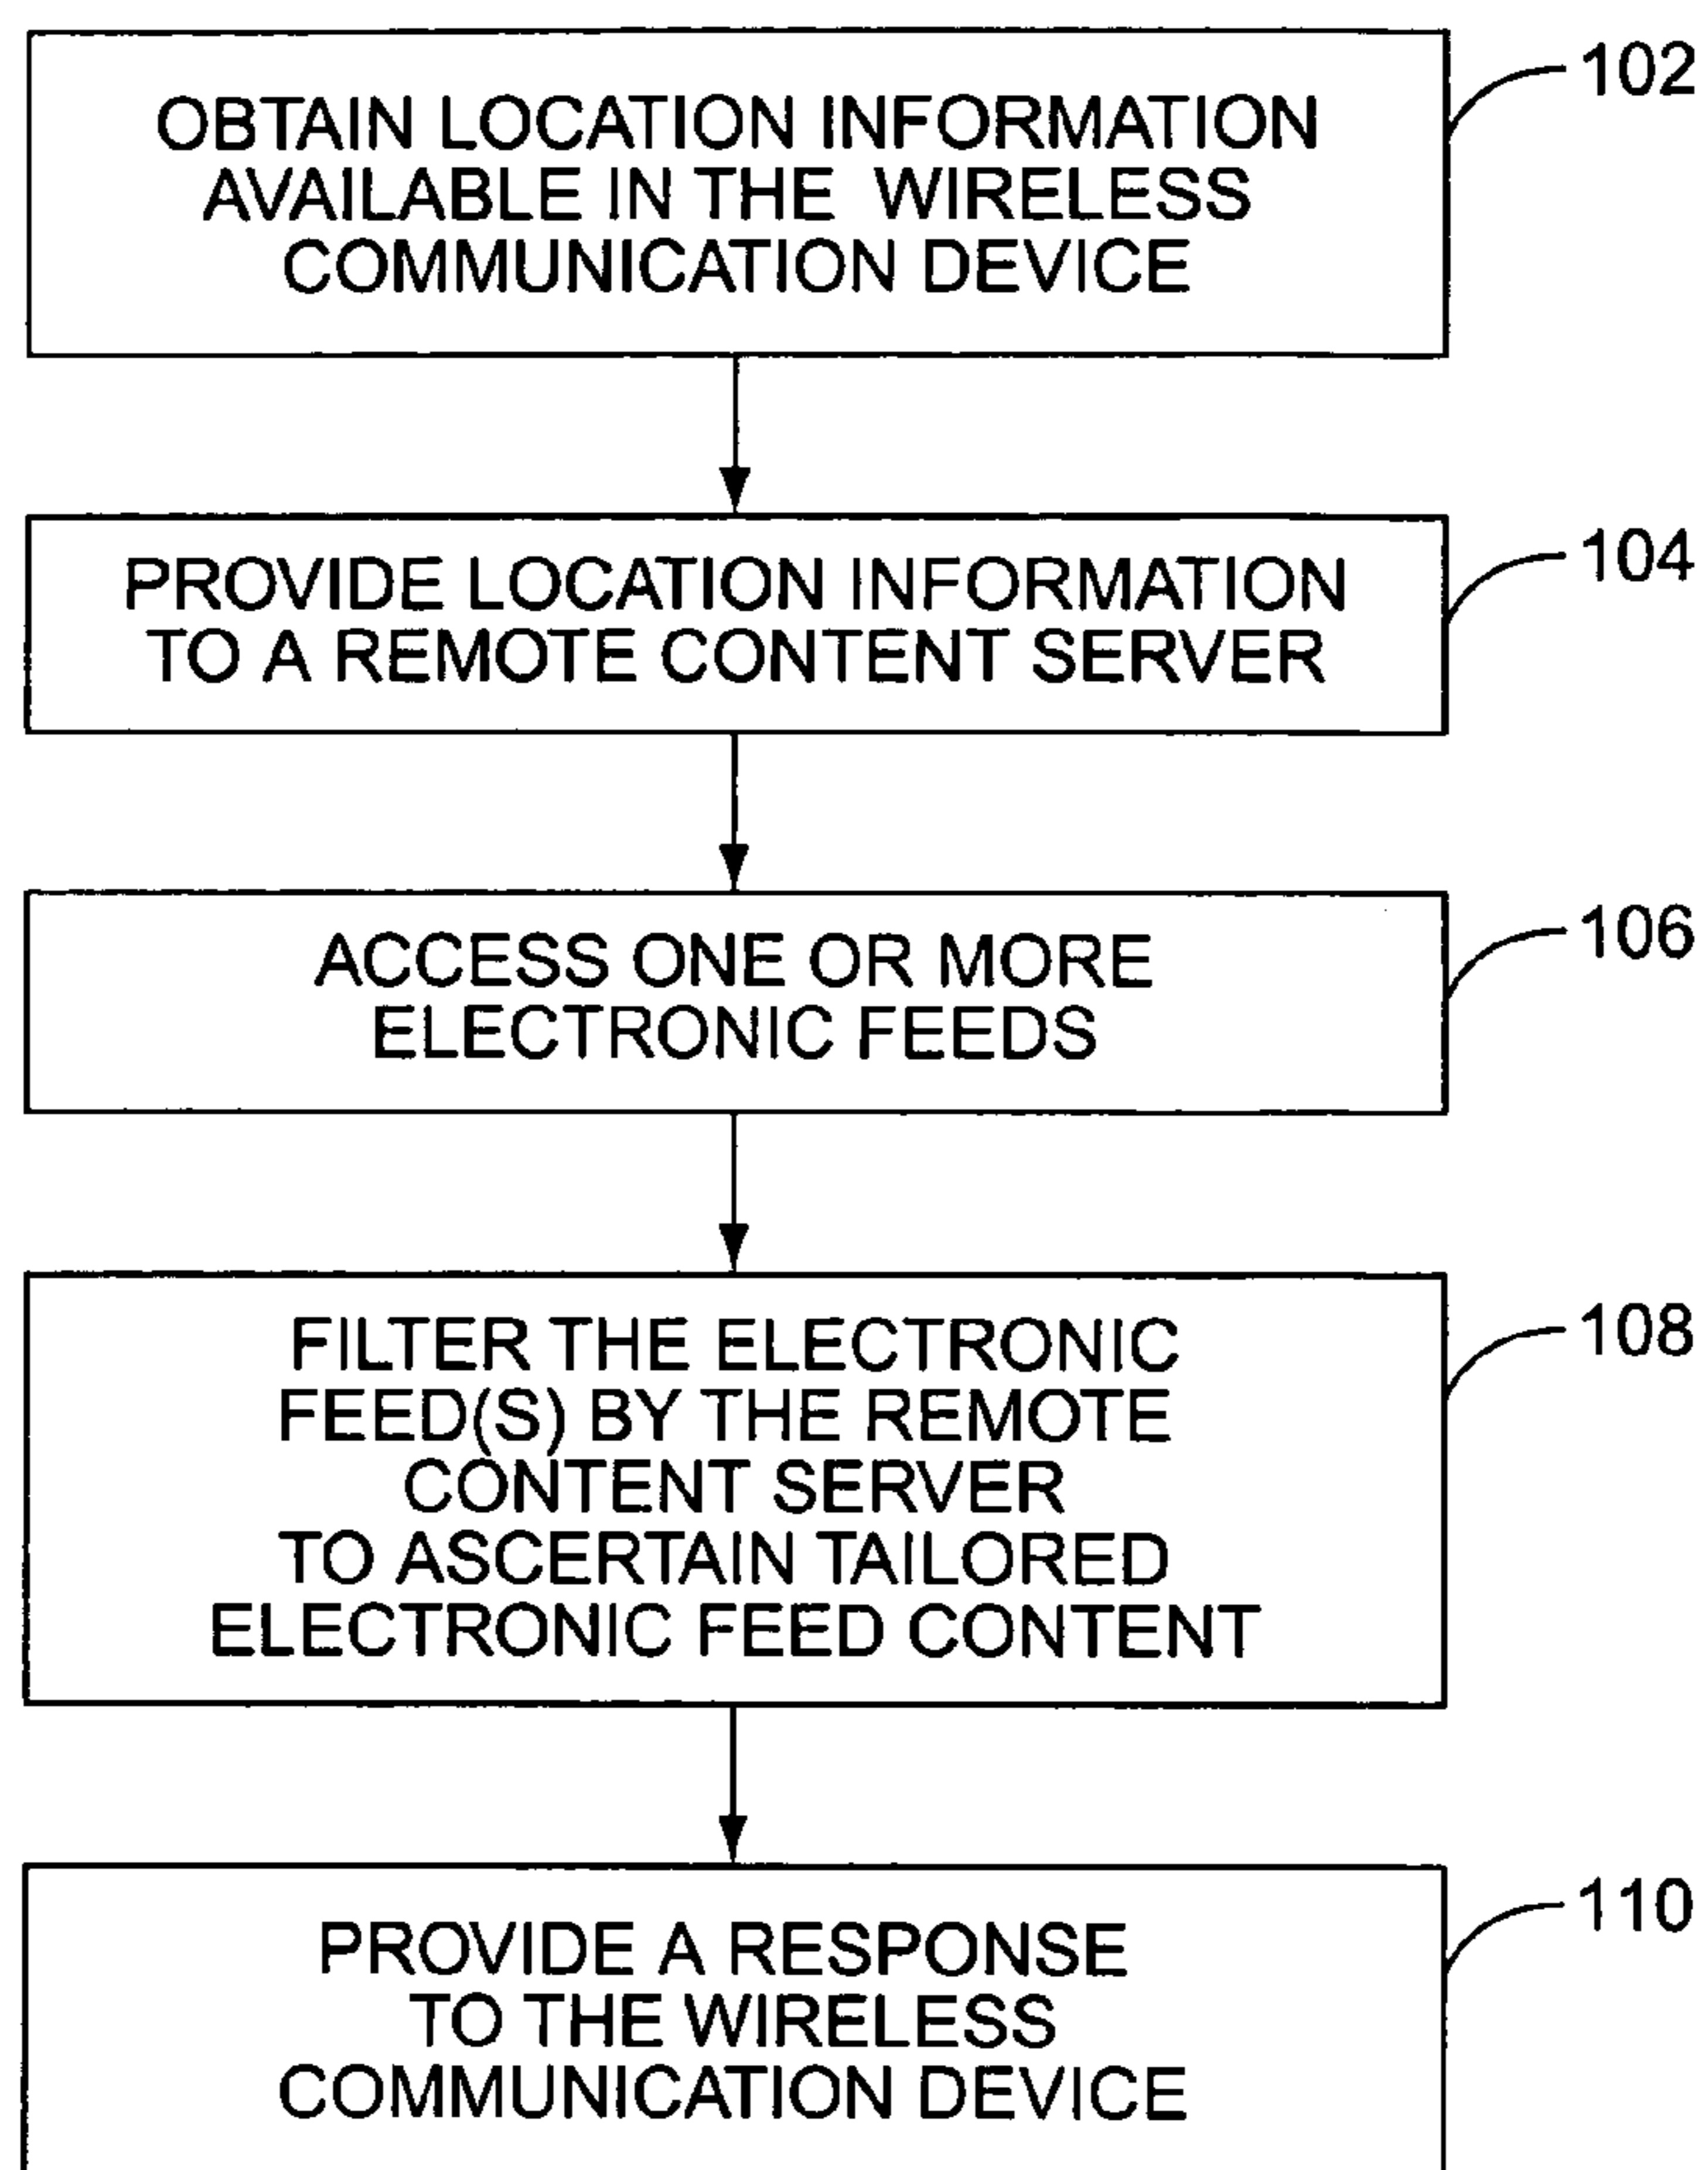 102
OBTAIN LOCATION INFORMATION
AVAILABLE IN THE WIRELESS
COMMUNICATION DEVICE
104
PROVIDE LOCATION INFORMATION
TO A REMOTE CONTENT SERVER
106
ACCESS ONE OR MORE
ELECTRONIC FEEDS
108
FILTER THE ELECTRONIC
FEED(S) BY THE REMOTE
CONTENT SERVER
TO ASCERTAIN TAILORED
ELECTRONIC FEED CONTENT
110
PROVIDE A RESPONSE
TO THE WIRELESS
COMMUNICATION DEVICE